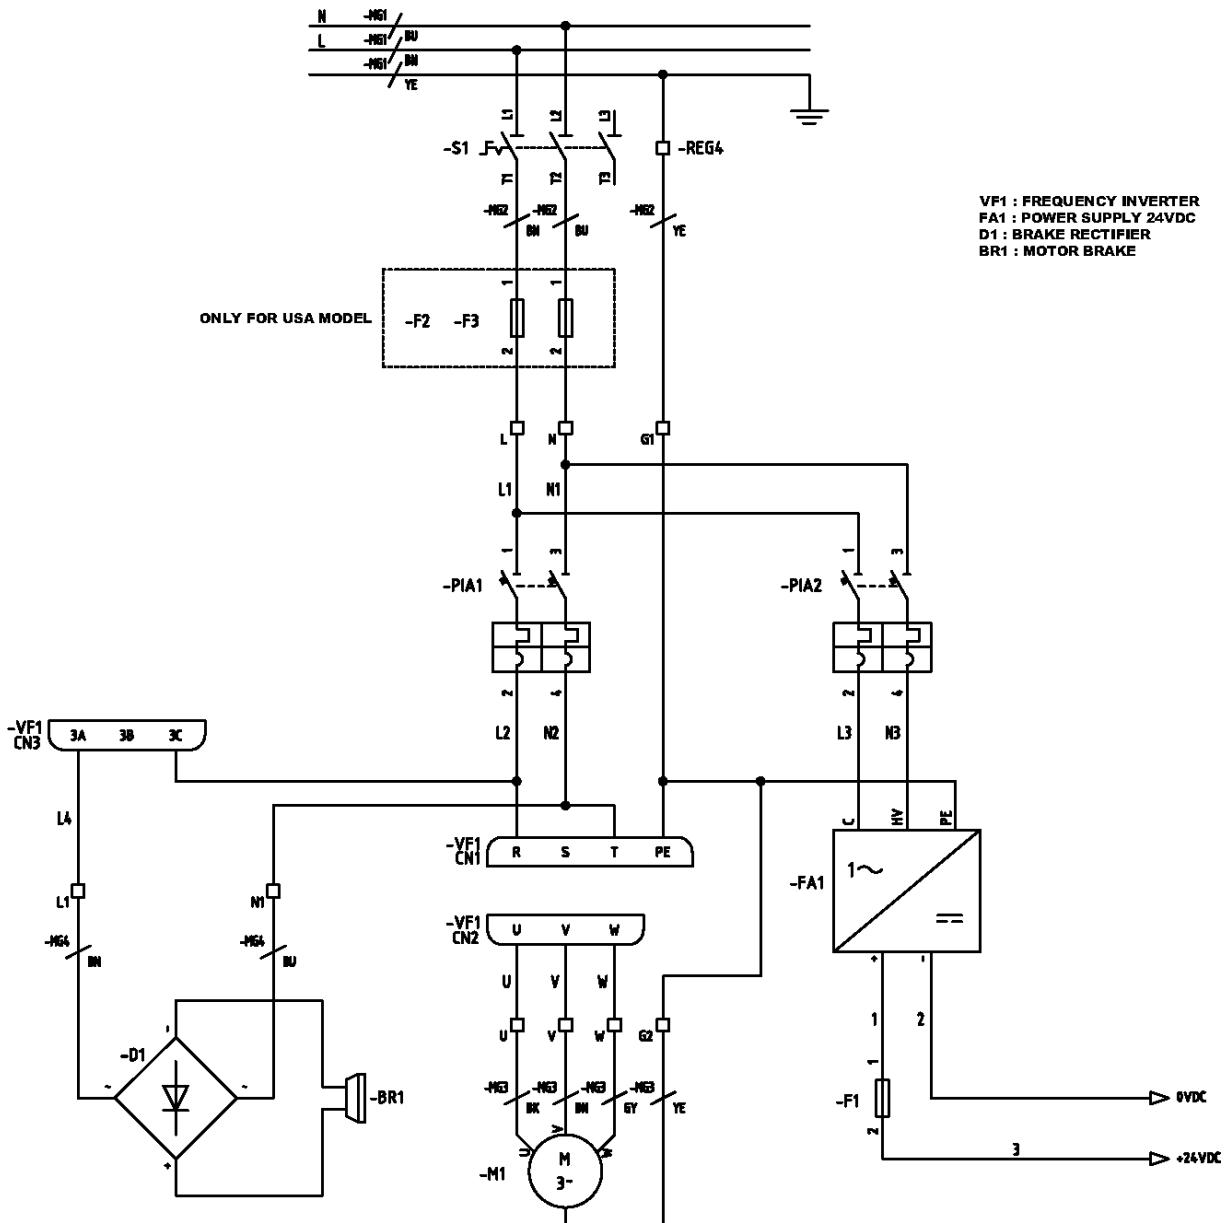 N -MG1
L -MG1 BU
-MG1 BN
YE
L1 L2 L3
-S1 -REG4
T1 T2 T3
-MG2 -MG2 -MG2
BN BU YE
VF1 : FREQUENCY INVERTER
FA1 : POWER SUPPLY 24VDC
D1 : BRAKE RECTIFIER
BR1 : MOTOR BRAKE
1 1
ONLY FOR USA MODEL -F2 -F3
2 2
L N G1
L1 N1
1 3 1 3
-PIA1 -PIA2
2 4 2 4
-VF1
CN3
3A 3B 3C
L2 N2 L3 N3
L4
C HV PE
-VF1
CN1
R S T PE
1~
-FA1
L1 N1
-VF1
CN2
U V W
-MG4 -MG4
BN BU
+ -
U V W
1 2
U V W G2
-
-D1
1
~ ~
-BR1
-MG3 -MG3 -MG3 -MG3
BK BN GY YE
-F1
0VDC
2
+
U V W
-M1
M
3~
3
+24VDC